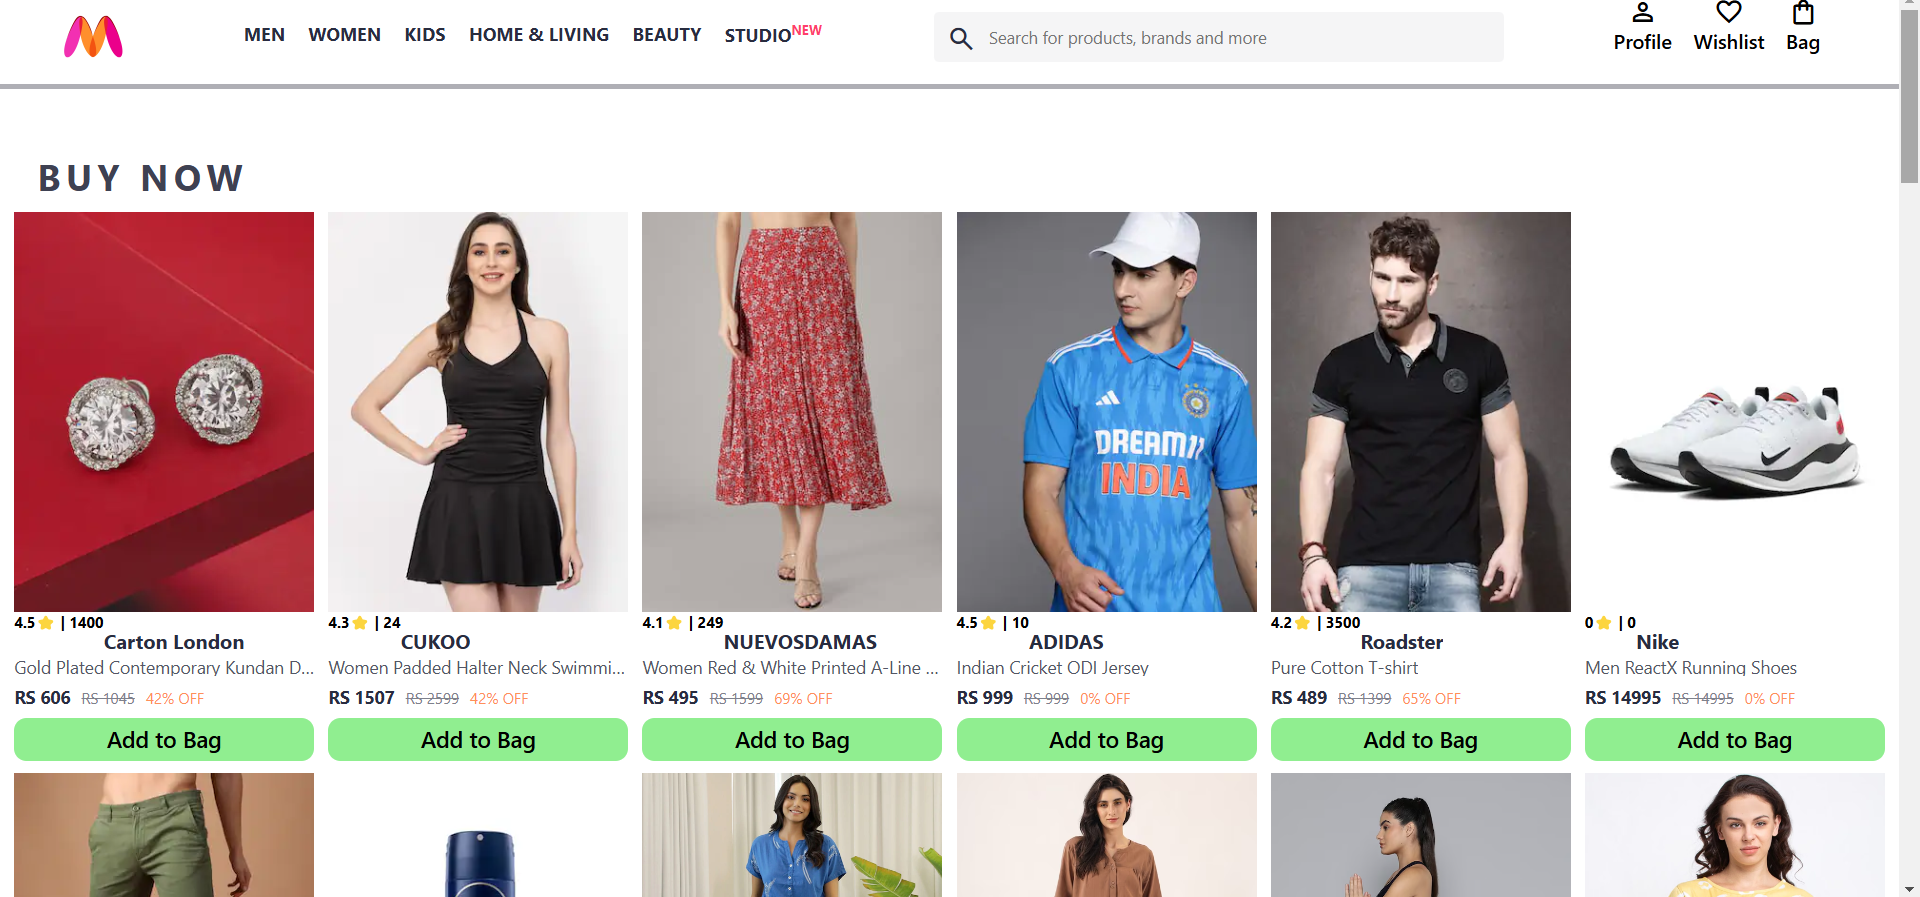 MEN WOMEN KIDS HOME & LIVING BEAUTY STUDIO NEW
Search for products, brands and more
Profile Wishlist Bag
BUY NOW
DREAM11
INDIA
4.5 | 1400
Carton London
Gold Plated Contemporary Kundan D...
RS 606 RS 1045 42% OFF
Add to Bag
4.3 | 24
CUKOO
Women Padded Halter Neck Swimmi...
RS 1507 RS 2599 42% OFF
Add to Bag
4.1 | 249
NUEVOSDAMAS
Women Red & White Printed A-Line ...
RS 495 RS 1599 69% OFF
Add to Bag
4.5 | 10
ADIDAS
Indian Cricket ODI Jersey
RS 999 RS 999 0% OFF
Add to Bag
4.2 | 3500
Roadster
Pure Cotton T-shirt
RS 489 RS 1399 65% OFF
Add to Bag
0 | 0
Nike
Men ReactX Running Shoes
RS 14995 RS 14995 0% OFF
Add to Bag